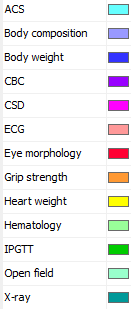 ACS
Body composition
Body weight
CBC
CSD
ECG
Eye morphology
Grip strength
Heart weight
Hematology
IPGTT
Open field
X-ray